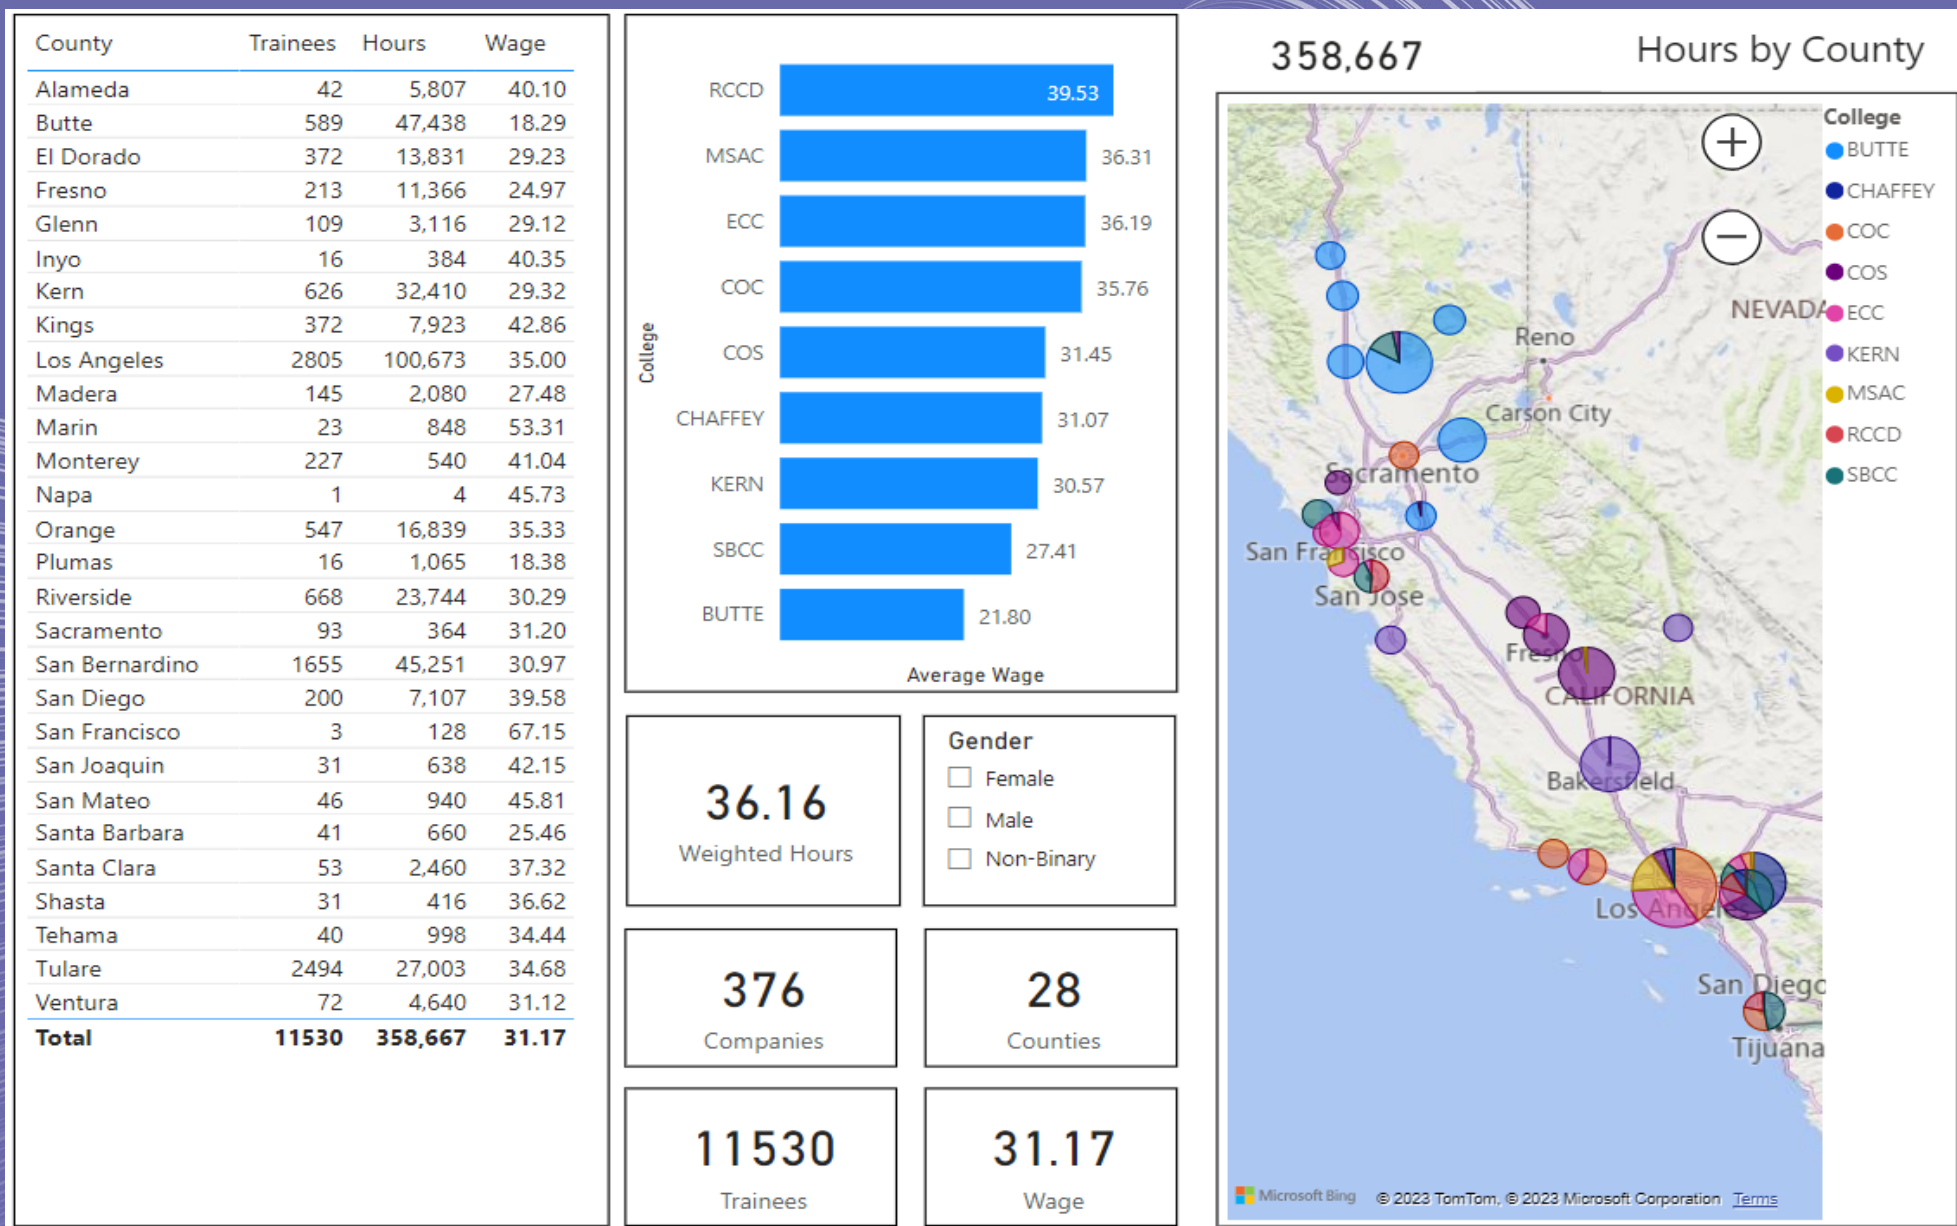 County Trainees Hours Wage
Alameda 42 5,807 40.10
Butte 589 47,438 18.29
El Dorado 372 13,831 29.23
Fresno 213 11,366 24.97
Glenn 109 3,116 29.12
Inyo 16 384 40.35
Kern 626 32,410 29.32
Kings 372 7,923 42.86
Los Angeles 2805 100,673 35.00
Madera 145 2,080 27.48
Marin 23 848 53.31
Monterey 227 540 41.04
Napa 1 4 45.73
Orange 547 16,839 35.33
Plumas 16 1,065 18.38
Riverside 668 23,744 30.29
Sacramento 93 364 31.20
San Bernardino 1655 45,251 30.97
San Diego 200 7,107 39.58
San Francisco 3 128 67.15
San Joaquin 31 638 42.15
San Mateo 46 940 45.81
Santa Barbara 41 660 25.46
Santa Clara 53 2,460 37.32
Shasta 31 416 36.62
Tehama 40 998 34.44
Tulare 2494 27,003 34.68
Ventura 72 4,640 31.12
Total 11530 358,667 31.17
College
RCCD 39.53
MSAC 36.31
ECC 36.19
COC 35.76
COS 31.45
CHAFFEY 31.07
KERN 30.57
SBCC 27.41
BUTTE 21.80
Average Wage
36.16
Weighted Hours
Gender
Female
Male
Non-Binary
376
Companies
28
Counties
11530
Trainees
31.17
Wage
358,667
Hours by County
College
BUTTE
CHAFFEY
COC
COS
ECC
KERN
MSAC
RCCD
SBCC
NEVADA
Reno
Carson City
Sacramento
San Francisco
San Jose
Fresno
CALIFORNIA
Bakersfield
Los Angeles
San Diego
Tijuana
Microsoft Bing
© 2023 TomTom, © 2023 Microsoft Corporation Terms